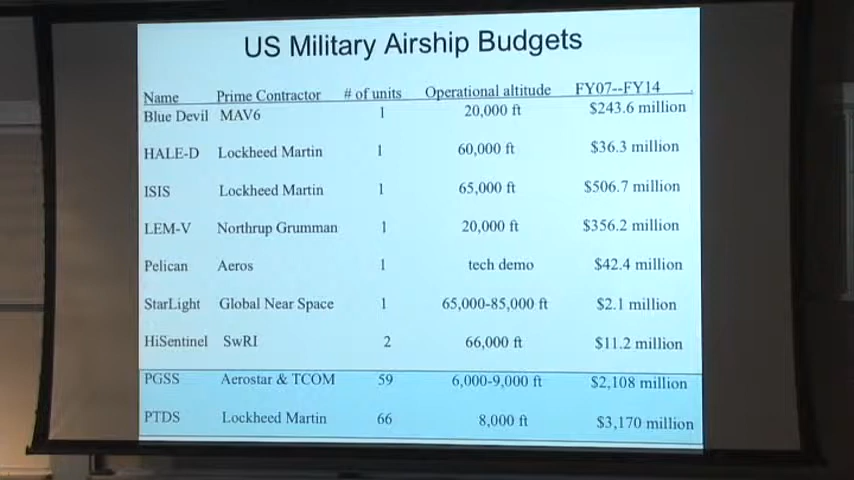 US Military Airship Budgets
Name Prime Contractor # of units Operational altitude FY07--FY14
Blue Devil MAV6 1 20,000 ft $243.6 million
HALE-D Lockheed Martin 1 60,000 ft $36.3 million
ISIS Lockheed Martin 1 65,000 ft $506.7 million
LEM-V Northrup Grumman 1 20,000 ft $356.2 million
Pelican Aeros 1 tech demo $42.4 million
StarLight Global Near Space 1 65,000-85,000 ft $2.1 million
HiSentinel SwRI 2 66,000 ft $11.2 million
PGSS Aerostar & TCOM 59 6,000-9,000 ft $2,108 million
PTDS Lockheed Martin 66 8,000 ft $3,170 million